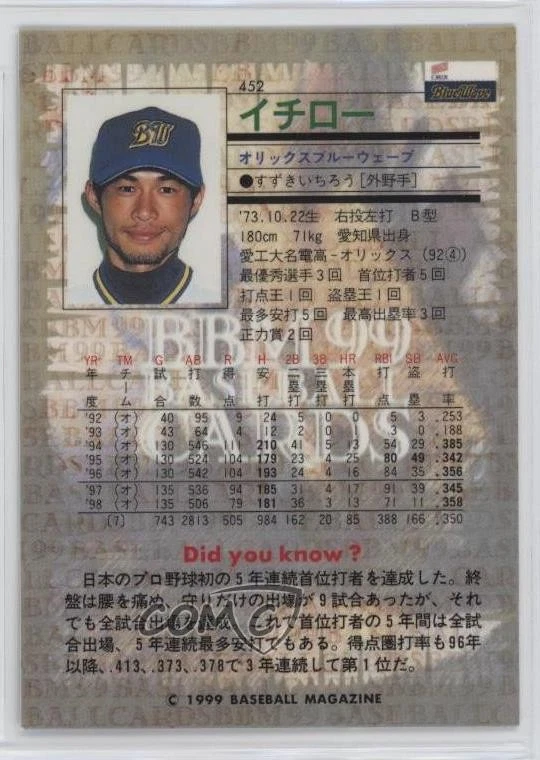 452
ORIX
BlueWave
イチロー
オリックスブルーウェーブ
●すずきいちろう [外野手]
BW
'73.10.22生 右投左打 B型
180cm 71kg 愛知県出身
愛工大名電高-オリックス (92④)
最優秀選手3回 首位打者5回
打点王1回 盗塁王1回
最多安打5回 最高出塁率3回
正力賞2回
BBM '99
BASEBALL
CARDS
YR TM G AB R H 2B 3B HR RBI SB AVG
年度 チーム 試合 打数 得点 安打 二塁打 三塁打 本塁打 打点 盗塁 打率
'92 (オ) 40 95 9 24 5 0 0 5 3 .253
'93 (オ) 43 64 4 12 2 0 3 0 .188
'94 (オ) 130 546 111 210 41 5 13 54 29 .385
'95 (オ) 130 524 104 179 23 4 25 80 49 .342
'96 (オ) 130 542 104 193 24 4 16 84 35 .356
'97 (オ) 135 536 94 185 31 4 17 91 39 .345
'98 (オ) 135 506 79 181 36 3 13 71 11 .358
(7) 743 2813 505 984 162 20 85 388 166 .350
Did you know?
日本のプロ野球初の5年連続首位打者を達成した。終
盤は腰を痛め、守りだけの出場が9試合あったが、それ
でも全試合出場を達成。これで首位打者の5年間は全試
合出場、5年連続最多安打でもある。得点圏打率も96年
以降、.413、.373、.378で3年連続して第1位だ。
COMC
© 1999 BASEBALL MAGAZINE